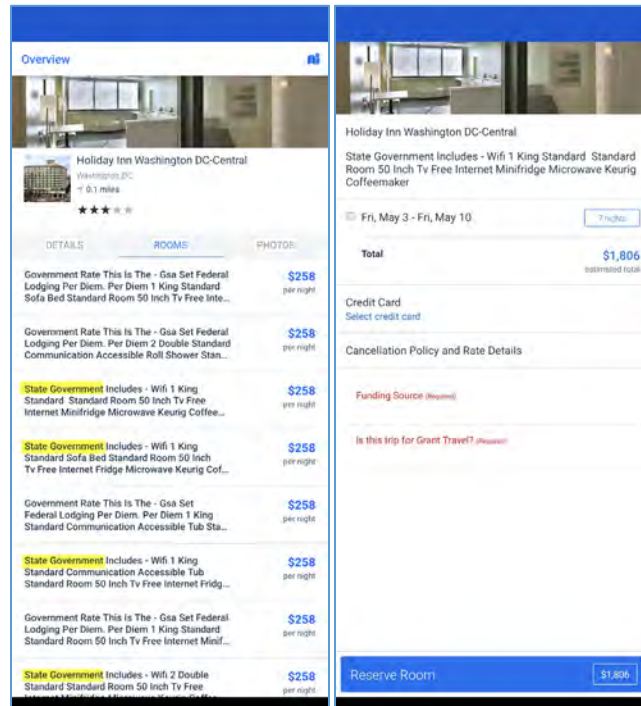 Overview
Holiday Inn Washington DC-Central
Washington, DC
0.1 miles
DETAILS
ROOMS
PHOTOS
Government Rate This Is The - Gsa Set Federal
Lodging Per Diem. Per Diem 1 King Standard
Sofa Bed Standard Room 50 Inch Tv Free Inte...
$258
per night
Government Rate This Is The - Gsa Set Federal
Lodging Per Diem. Per Diem 2 Double Standard
Communication Accessible Roll Shower Stan...
$258
per night
State Government Includes - Wifi 1 King
Standard Standard Room 50 Inch Tv Free
Internet Minifridge Microwave Keurig Coffee...
$258
per night
State Government Includes - Wifi 1 King
Standard Sofa Bed Standard Room 50 Inch
Tv Free Internet Fridge Microwave Keurig Cof...
$258
per night
Government Rate This Is The - Gsa Set
Federal Lodging Per Diem. Per Diem 1 King
Standard Communication Accessible Tub Sta...
$258
per night
State Government Includes - Wifi 1 King
Standard Communication Accessible Tub
Standard Room 50 Inch Tv Free Internet Fridg...
$258
per night
Government Rate This Is The - Gsa Set Federal
Lodging Per Diem. Per Diem 1 King Standard
Standard Room 50 Inch Tv Free Internet Minif...
$258
per night
State Government Includes - Wifi 2 Double
Standard Standard Room 50 Inch Tv Free
Internet Minifridge Microwave Keurig Coffee...
$258
per night
Holiday Inn Washington DC-Central
State Government Includes - Wifi 1 King Standard Standard
Room 50 Inch Tv Free Internet Minifridge Microwave Keurig
Coffeemaker
Fri, May 3 - Fri, May 10
7 nights
Total
$1,806
estimated total
Credit Card
Select credit card
Cancellation Policy and Rate Details
Funding Source (Required)
Is this trip for Grant Travel? (Required)
Reserve Room
$1,806